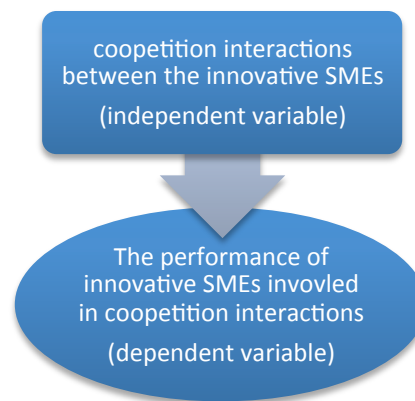 coopetition interactions
between the innovative SMEs
(independent variable)
The performance of
innovative SMEs invovled
in coopetition interactions
(dependent variable)